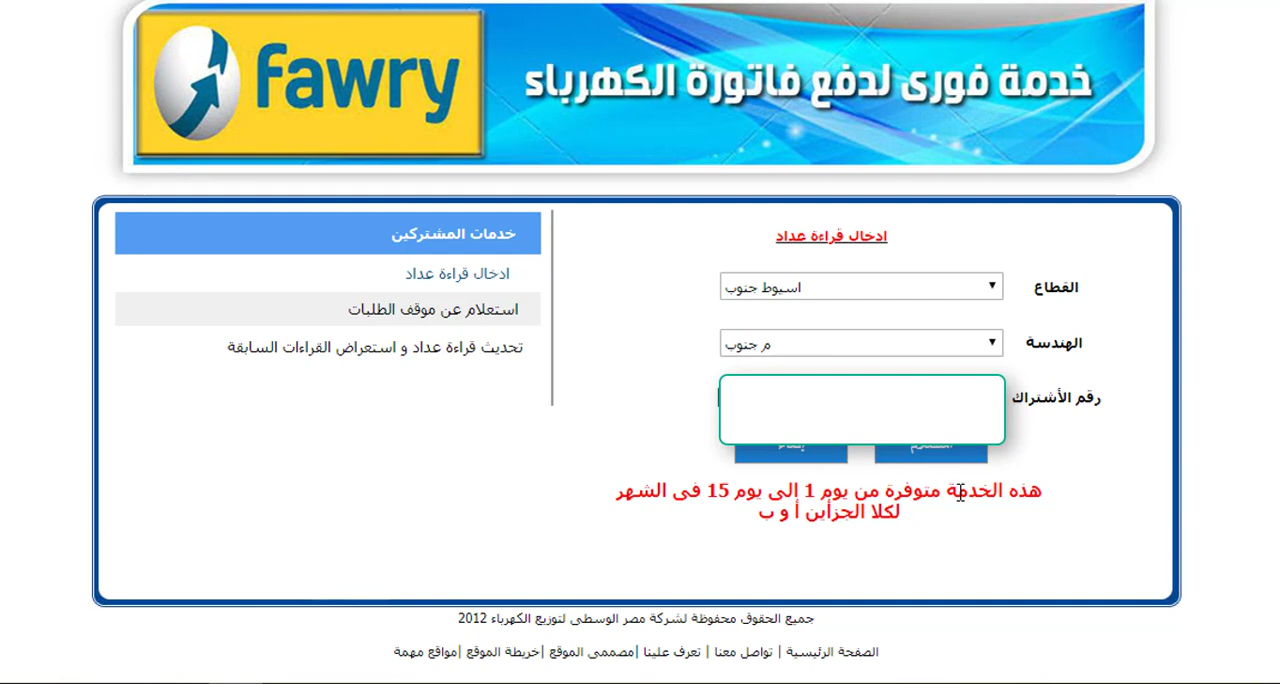 fawry
خدمة فورى لدفع فاتورة الكهرباء
ادخال قراءة عداد
القطاع
اسيوط جنوب
الهندسة
م جنوب
رقم الأشتراك
هذه الخدمة متوفرة من يوم 1 الى يوم 15 فى الشهر
لكلا الجزأين أ و ب
خدمات المشتركين
ادخال قراءة عداد
استعلام عن موقف الطلبات
تحديث قراءة عداد و استعراض القراءات السابقة
جميع الحقوق محفوظة لشركة مصر الوسطى لتوزيع الكهرباء 2012
الصفحة الرئيسية | تواصل معنا | تعرف علينا |مصممى الموقع |خريطة الموقع |مواقع مهمة